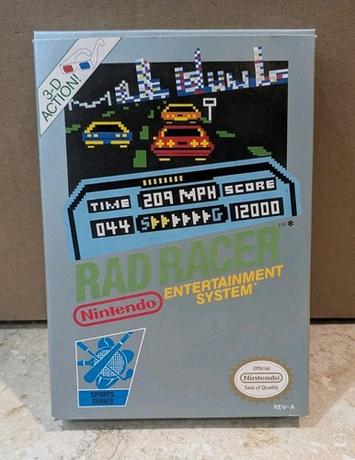 3-D
ACTION!
TIME 209 MPH SCORE
044 S G 12000
RAD RACER™*
Nintendo®
ENTERTAINMENT
SYSTEM®
SPORTS
SERIES
Official
Nintendo®
Seal of Quality
REV-A